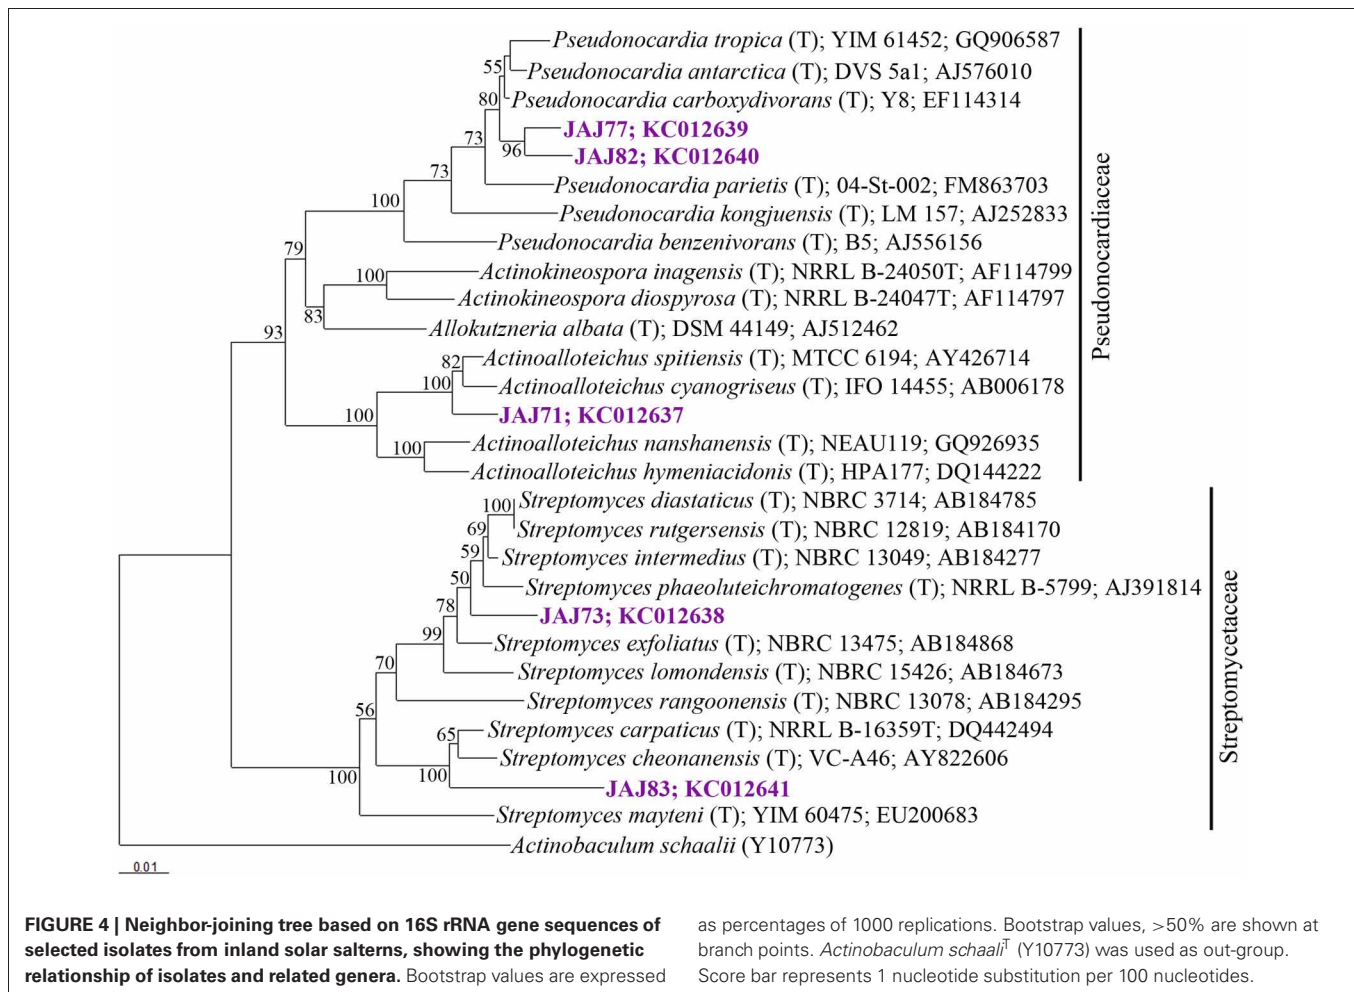 Pseudonocardia tropica (T); YIM 61452; GQ906587
55
Pseudonocardia antarctica (T); DVS 5a1; AJ576010
80
Pseudonocardia carboxydivorans (T); Y8; EF114314
JAJ77; KC012639
73
96
JAJ82; KC012640
73
Pseudonocardia parietis (T); 04-St-002; FM863703
100
Pseudonocardia kongjuensis (T); LM 157; AJ252833
79
Pseudonocardia benzenivorans (T); B5; AJ556156
100
Actinokineospora inagensis (T); NRRL B-24050T; AF114799
Actinokineospora diospyrosa (T); NRRL B-24047T; AF114797
83
93
Allokutzneria albata (T); DSM 44149; AJ512462
82
Actinoalloteichus spitiensis (T); MTCC 6194; AY426714
100
Actinoalloteichus cyanogriseus (T); IFO 14455; AB006178
100
JAJ71; KC012637
100
Actinoalloteichus nanshanensis (T); NEAU119; GQ926935
Actinoalloteichus hymeniacidonis (T); HPA177; DQ144222
Pseudonocardiaceae
100
Streptomyces diastaticus (T); NBRC 3714; AB184785
69
Streptomyces rutgersensis (T); NBRC 12819; AB184170
59
Streptomyces intermedius (T); NBRC 13049; AB184277
50
Streptomyces phaeoluteichromatogenes (T); NRRL B-5799; AJ391814
78
JAJ73; KC012638
99
Streptomyces exfoliatus (T); NBRC 13475; AB184868
70
Streptomyces lomondensis (T); NBRC 15426; AB184673
56
Streptomyces rangoonensis (T); NBRC 13078; AB184295
65
Streptomyces carpaticus (T); NRRL B-16359T; DQ442494
Streptomyces cheonanensis (T); VC-A46; AY822606
100
100
JAJ83; KC012641
Streptomyces mayteni (T); YIM 60475; EU200683
Streptomycetaceae
Actinobaculum schaalii (Y10773)
0.01
FIGURE 4 | Neighbor-joining tree based on 16S rRNA gene sequences of
selected isolates from inland solar salterns, showing the phylogenetic
relationship of isolates and related genera. Bootstrap values are expressed
as percentages of 1000 replications. Bootstrap values, >50% are shown at
branch points. Actinobaculum schaaliᵀ (Y10773) was used as out-group.
Score bar represents 1 nucleotide substitution per 100 nucleotides.